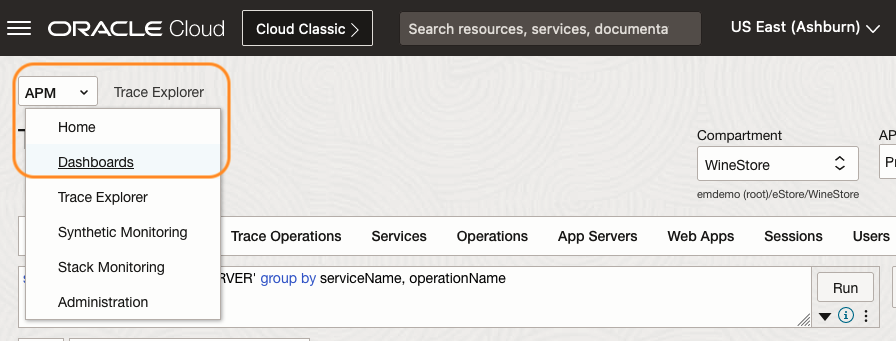 ORACLE Cloud
Cloud Classic
Search resources, services, documenta
US East (Ashburn)
APM
Trace Explorer
Home
Dashboards
Trace Explorer
Synthetic Monitoring
Stack Monitoring
Administration
Compartment
WineStore
emdemo (root)/eStore/WineStore
AP
Pr
Trace Operations
Services
Operations
App Servers
Web Apps
Sessions
Users
RVER' group by serviceName, operationName
Run